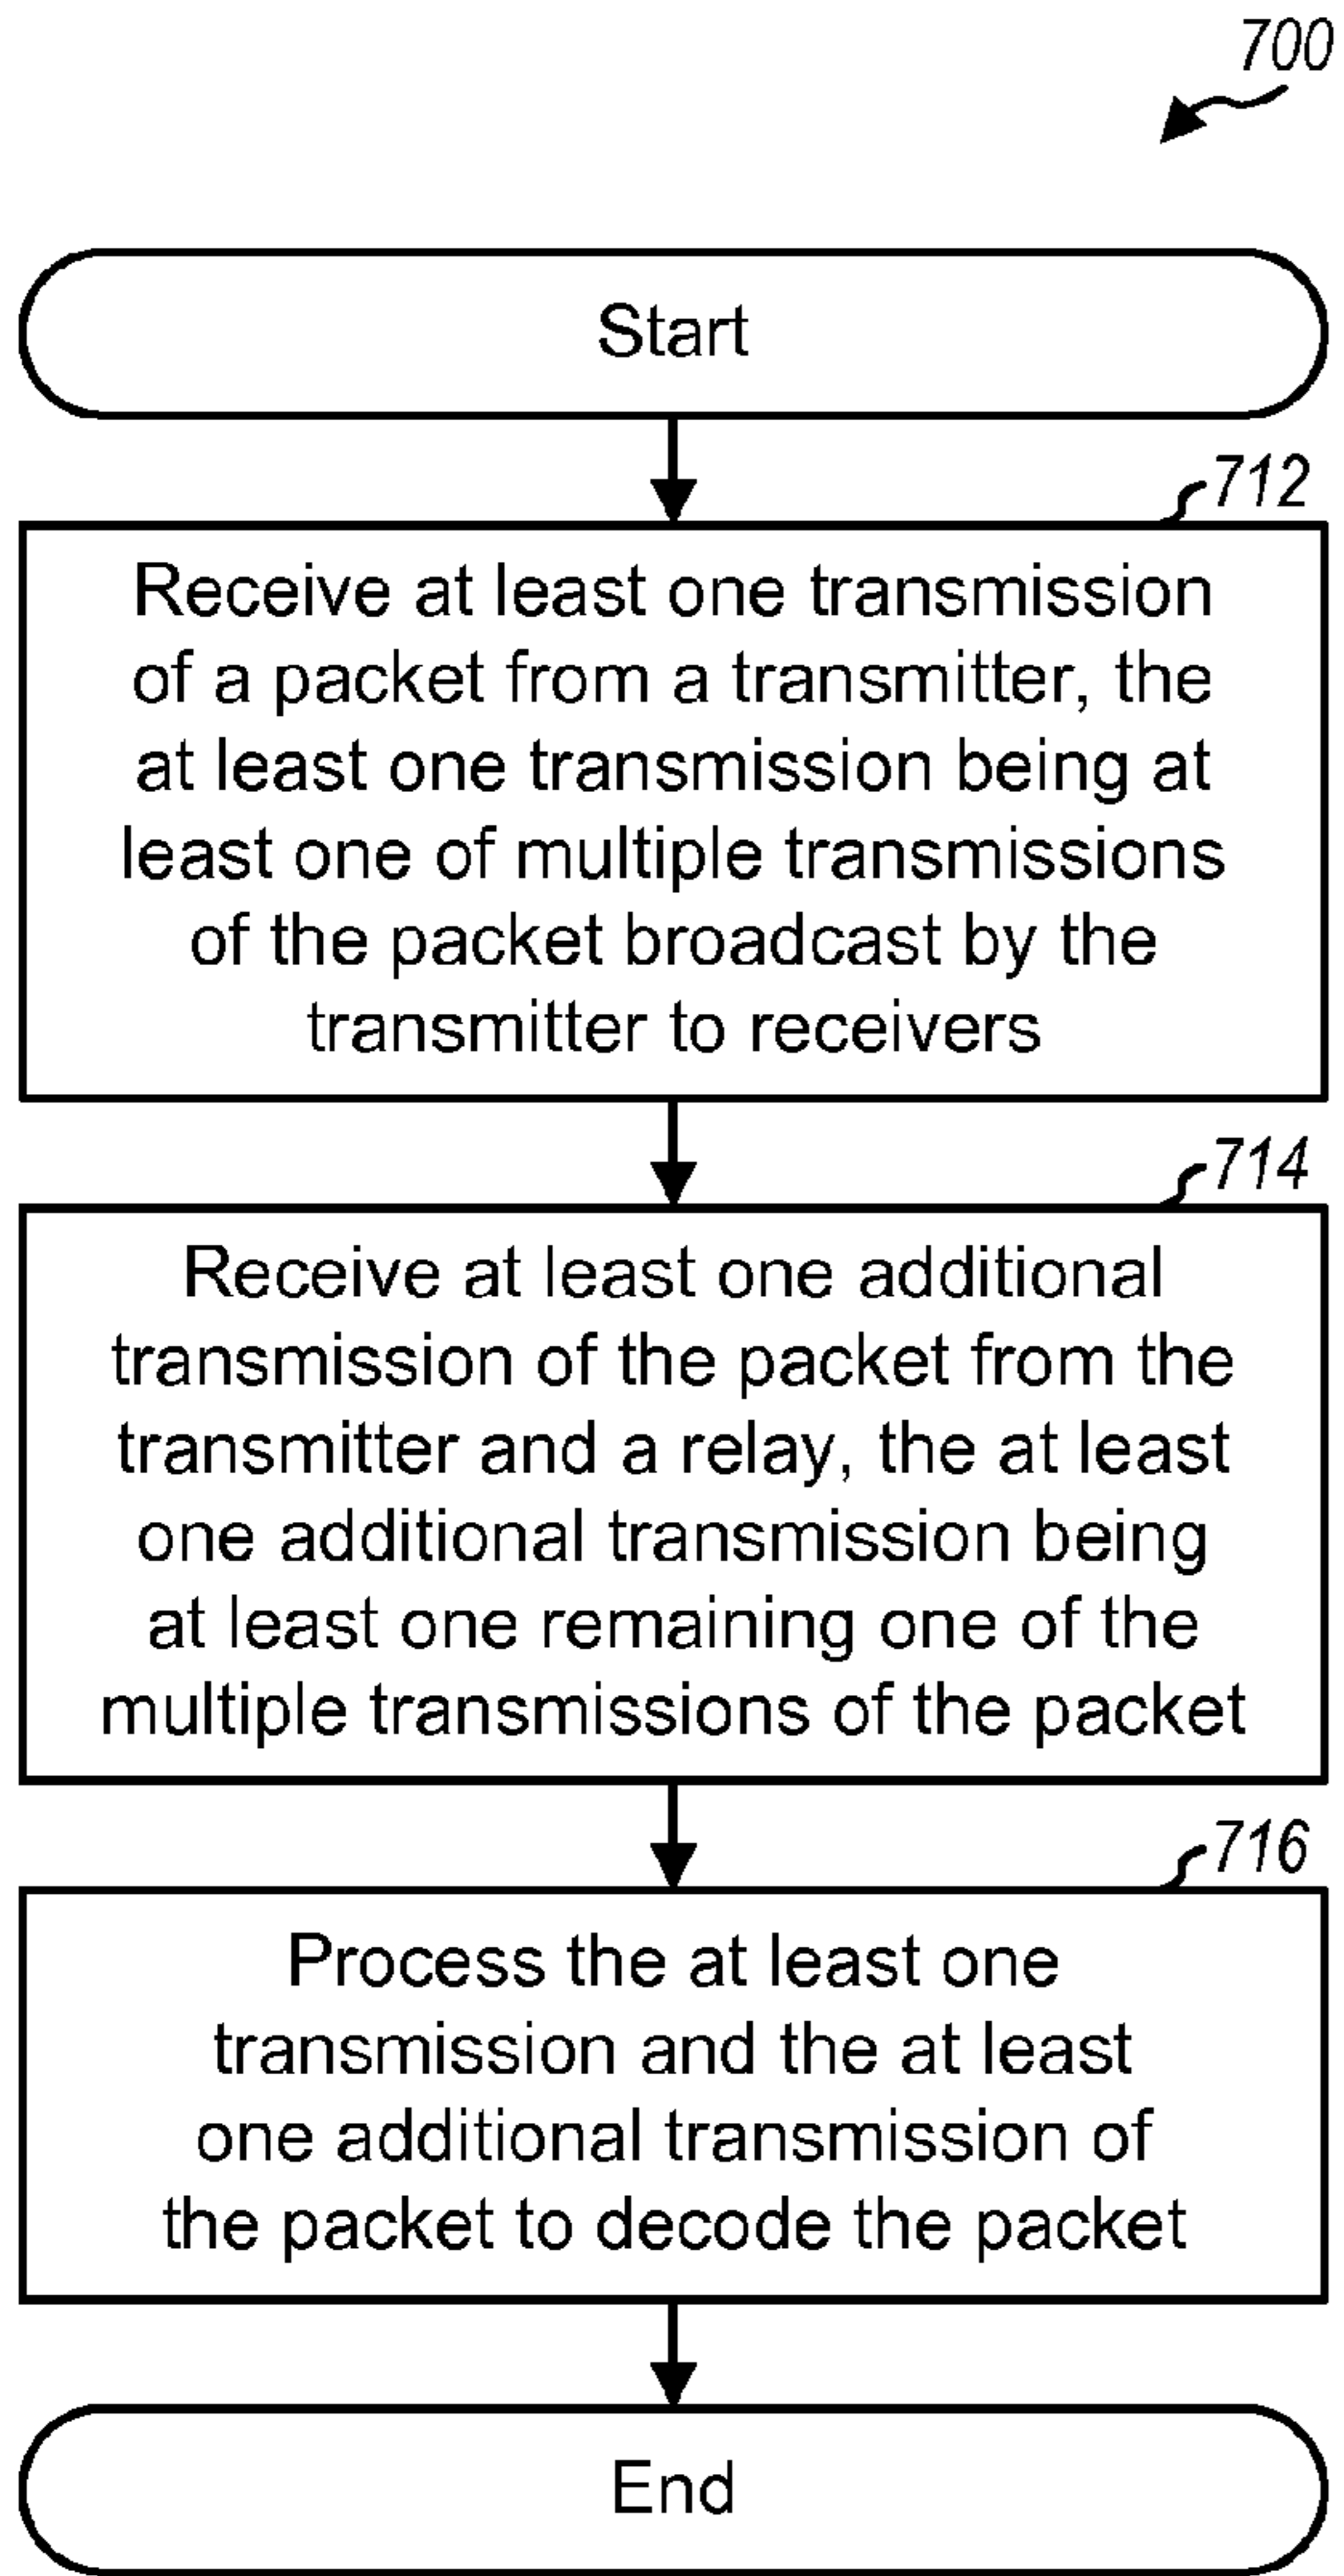 700
Start
712
Receive at least one transmission
of a packet from a transmitter, the
at least one transmission being at
least one of multiple transmissions
of the packet broadcast by the
transmitter to receivers
714
Receive at least one additional
transmission of the packet from the
transmitter and a relay, the at least
one additional transmission being
at least one remaining one of the
multiple transmissions of the packet
716
Process the at least one
transmission and the at least
one additional transmission of
the packet to decode the packet
End